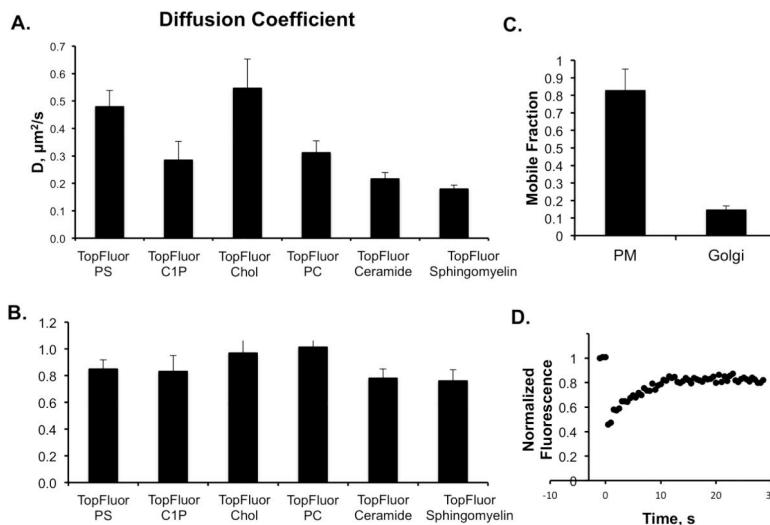 A.
Diffusion Coefficient
0.7
0.6
0.5
0.4
0.3
0.2
0.1
0.0
D, µm²/s
TopFluor PS
TopFluor C1P
TopFluor Chol
TopFluor PC
TopFluor Ceramide
TopFluor Sphingomyelin
B.
1.2
1.0
0.8
0.6
0.4
0.2
0.0
TopFluor PS
TopFluor C1P
TopFluor Chol
TopFluor PC
TopFluor Ceramide
TopFluor Sphingomyelin
C.
1
0.9
0.8
0.7
0.6
0.5
0.4
0.3
0.2
0.1
0
Mobile Fraction
PM
Golgi
D.
1
0.8
0.6
0.4
0.2
0
Normalized
Fluorescence
-10
0
10
20
3
Time, s